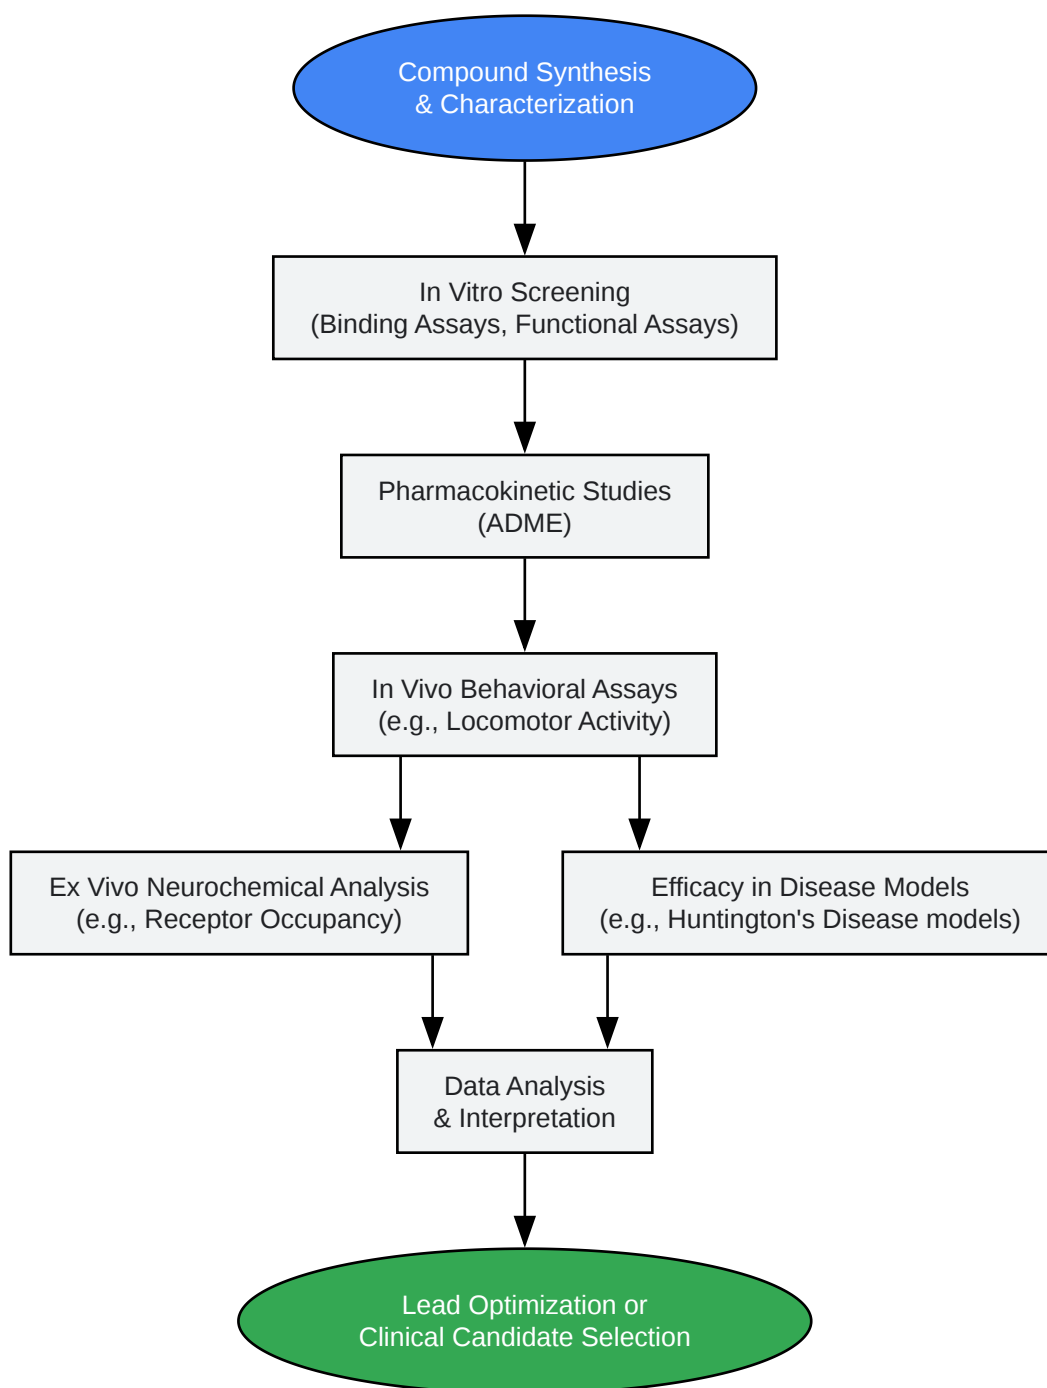 Compound Synthesis
& Characterization
In Vitro Screening
(Binding Assays, Functional Assays)
Pharmacokinetic Studies
(ADME)
In Vivo Behavioral Assays
(e.g., Locomotor Activity)
Ex Vivo Neurochemical Analysis
(e.g., Receptor Occupancy)
Efficacy in Disease Models
(e.g., Huntington's Disease models)
Data Analysis
& Interpretation
Lead Optimization or
Clinical Candidate Selection